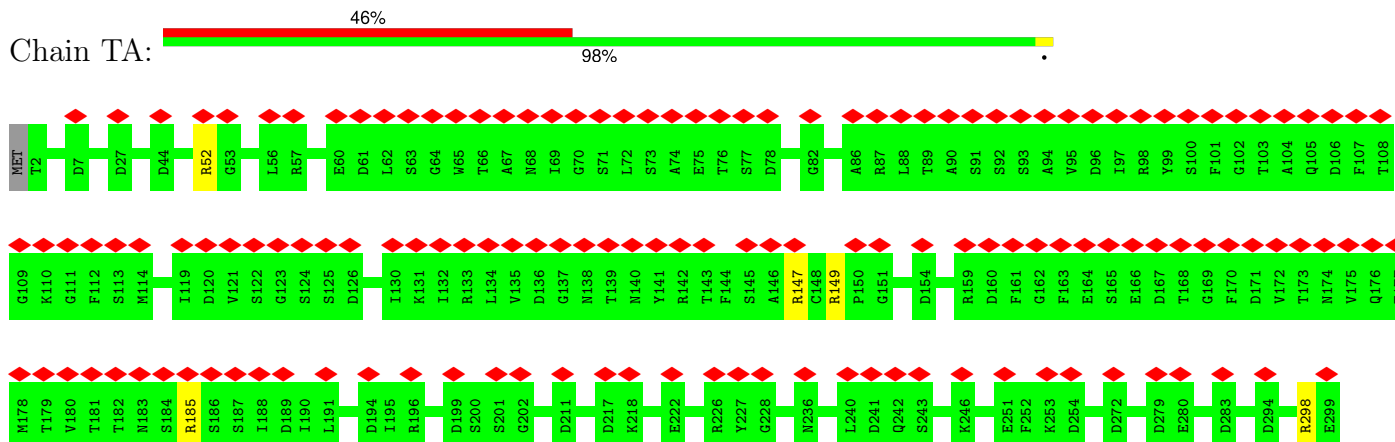 46%
Chain TA:
98%
•
MET T2 D7 D27 D44 R52 G53 L56 R57 E60 D61 L62 S63 G64 W65 T66 A67 N68 I69 G70 S71 L72 S73 A74 E75 T76 S77 D78 G82 A86 R87 L88 T89 A90 S91 S92 S93 A94 V95 D96 I97 R98 Y99 S100 F101 G102 T103 A104 Q105 D106 F107 T108
G109 K110 G111 F112 S113 M114 I119 D120 V121 S122 G123 S124 S125 D126 I130 K131 I132 R133 L134 V135 D136 G137 N138 T139 N140 Y141 R142 T143 F144 S145 A146 R147 C148 R149 P150 G151 D154 R159 D160 F161 G162 F163 E164 S165 E166 D167 T168 G169 F170 D171 V172 T173 N174 V175 Q176
M178 T179 V180 T181 T182 N183 S184 R185 S186 S187 I188 D189 I190 L191 D194 I195 R196 D199 S200 S201 G202 D211 D217 K218 E222 R226 Y227 G228 N236 L240 D241 Q242 S243 K246 E251 F252 K253 D254 D272 D279 E280 D283 D294 R298 E299